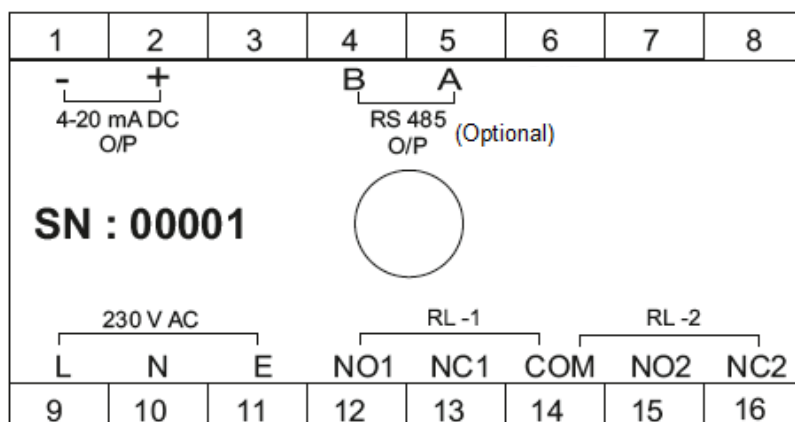 1 2 3 4 5 6 7 8
- + B A
4-20 mA DC RS 485 (Optional)
O/P O/P
SN : 00001
230 V AC RL -1 RL -2
L N E NO1 NC1 COM NO2 NC2
9 10 11 12 13 14 15 16